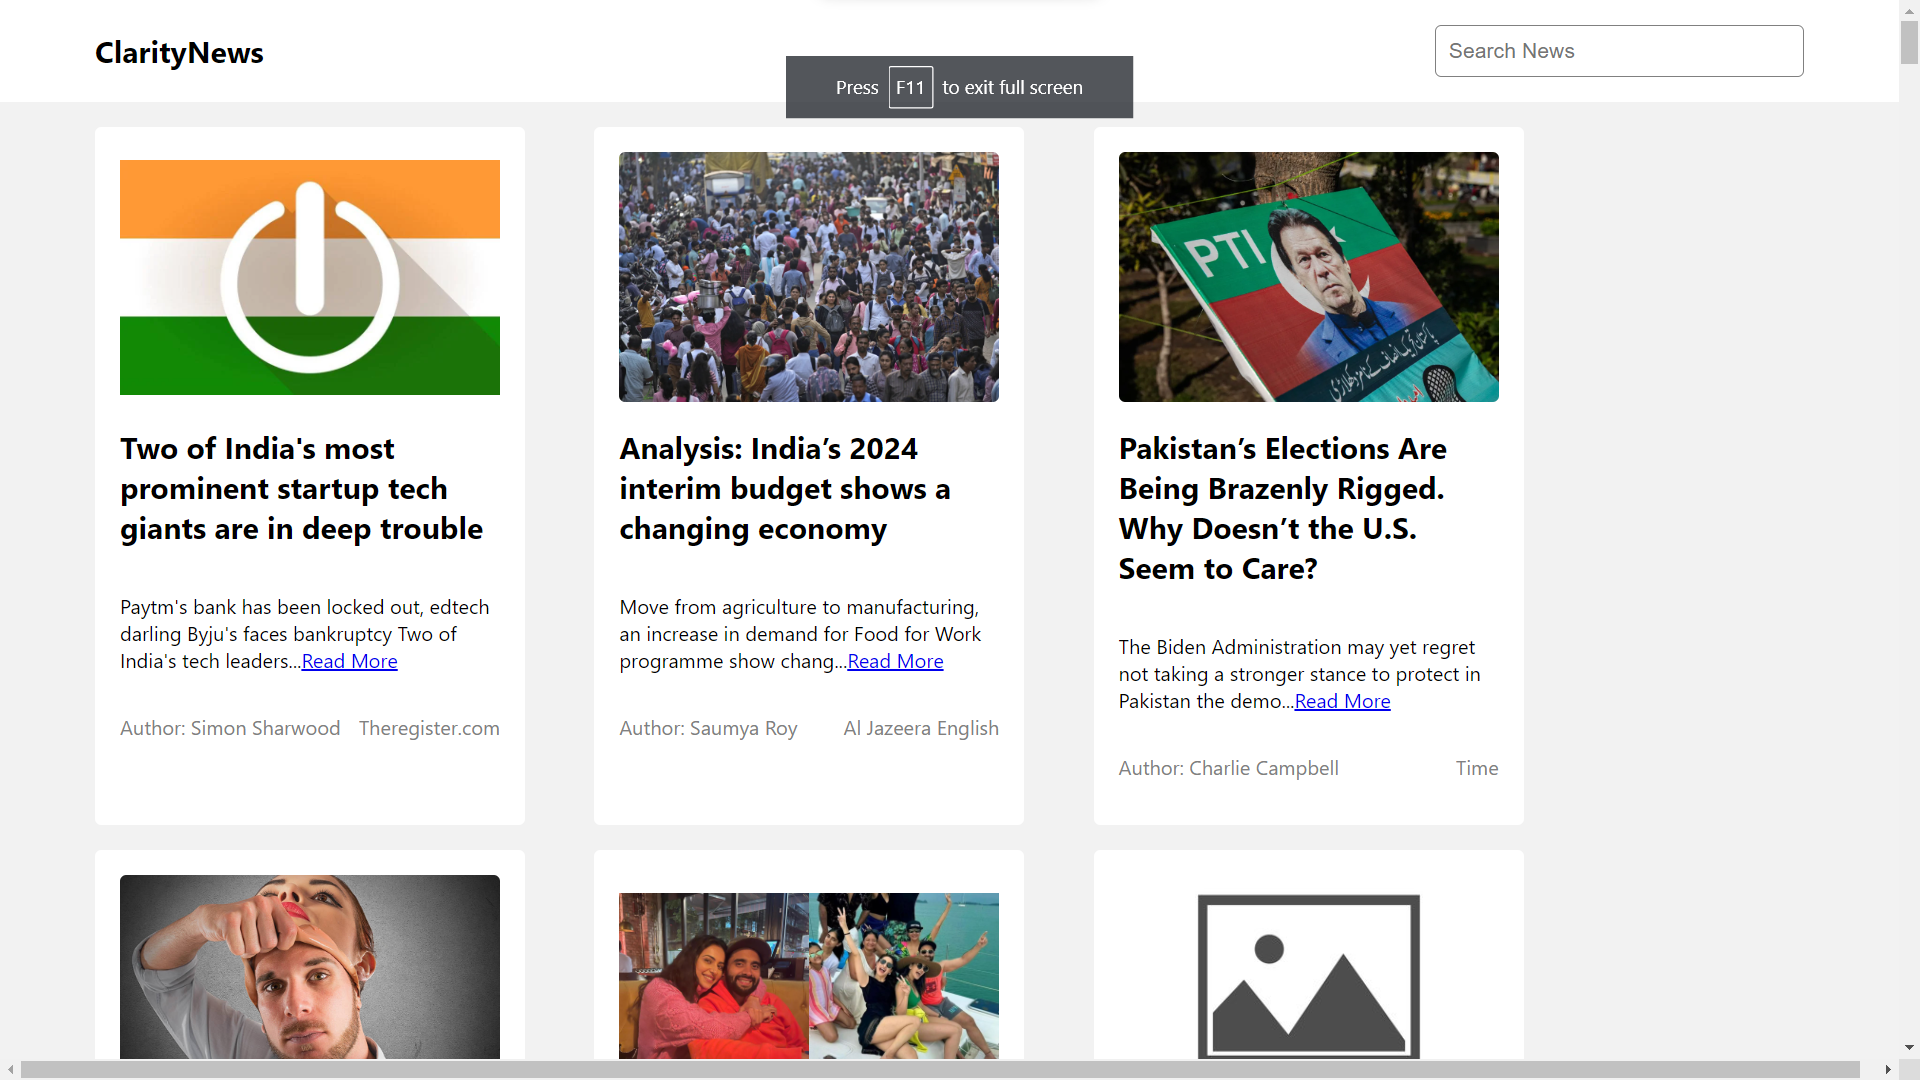 ClarityNews
Search News
Press F11 to exit full screen
PTI
Two of India's most
prominent startup tech
giants are in deep trouble
Paytm's bank has been locked out, edtech
darling Byju's faces bankruptcy Two of
India's tech leaders...Read More
Author: Simon Sharwood Theregister.com
Analysis: India’s 2024
interim budget shows a
changing economy
Move from agriculture to manufacturing,
an increase in demand for Food for Work
programme show chang...Read More
Author: Saumya Roy Al Jazeera English
Pakistan’s Elections Are
Being Brazenly Rigged.
Why Doesn’t the U.S.
Seem to Care?
The Biden Administration may yet regret
not taking a stronger stance to protect in
Pakistan the demo...Read More
Author: Charlie Campbell Time